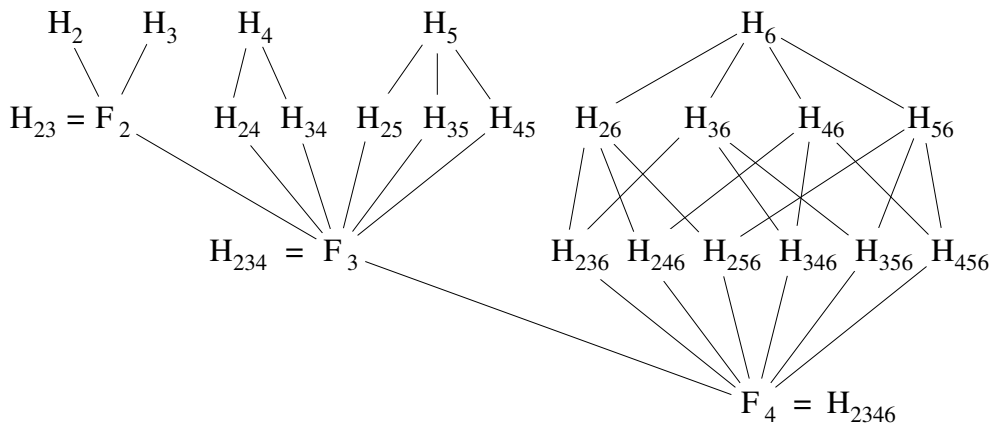 H₂ H₃ H₄ H₅ H₆
H₂₃ = F₂ H₂₄ H₃₄ H₂₅ H₃₅ H₄₅ H₂₆ H₃₆ H₄₆ H₅₆
H₂₃₄ = F₃ H₂₃₆ H₂₄₆ H₂₅₆ H₃₄₆ H₃₅₆ H₄₅₆
F₄ = H₂₃₄₆